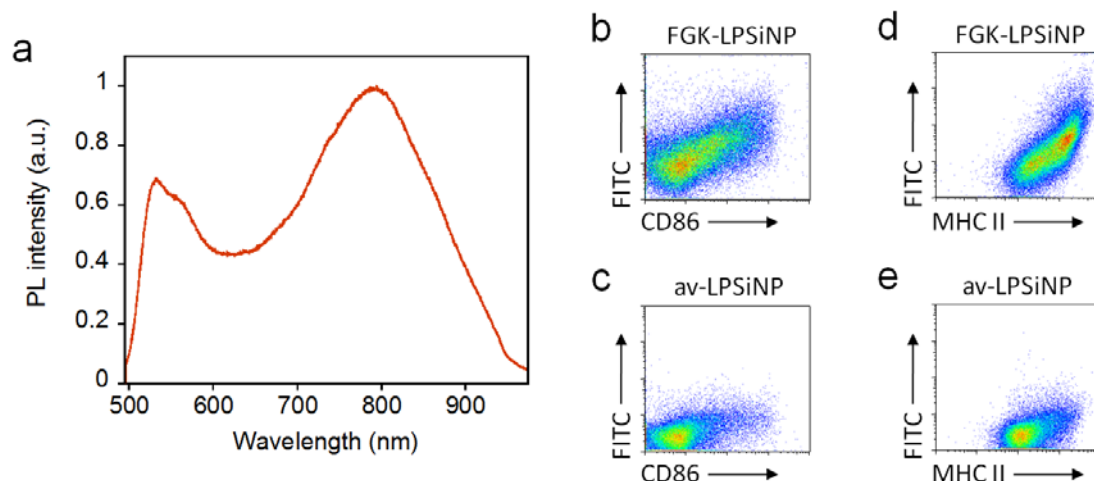 a
PL intensity (a.u.)
1
0.8
0.6
0.4
0.2
0
500 600 700 800 900
Wavelength (nm)
b
FGK-LPSiNP
FITC
CD86
c
av-LPSiNP
FITC
CD86
d
FGK-LPSiNP
FITC
MHC II
e
av-LPSiNP
FITC
MHC II